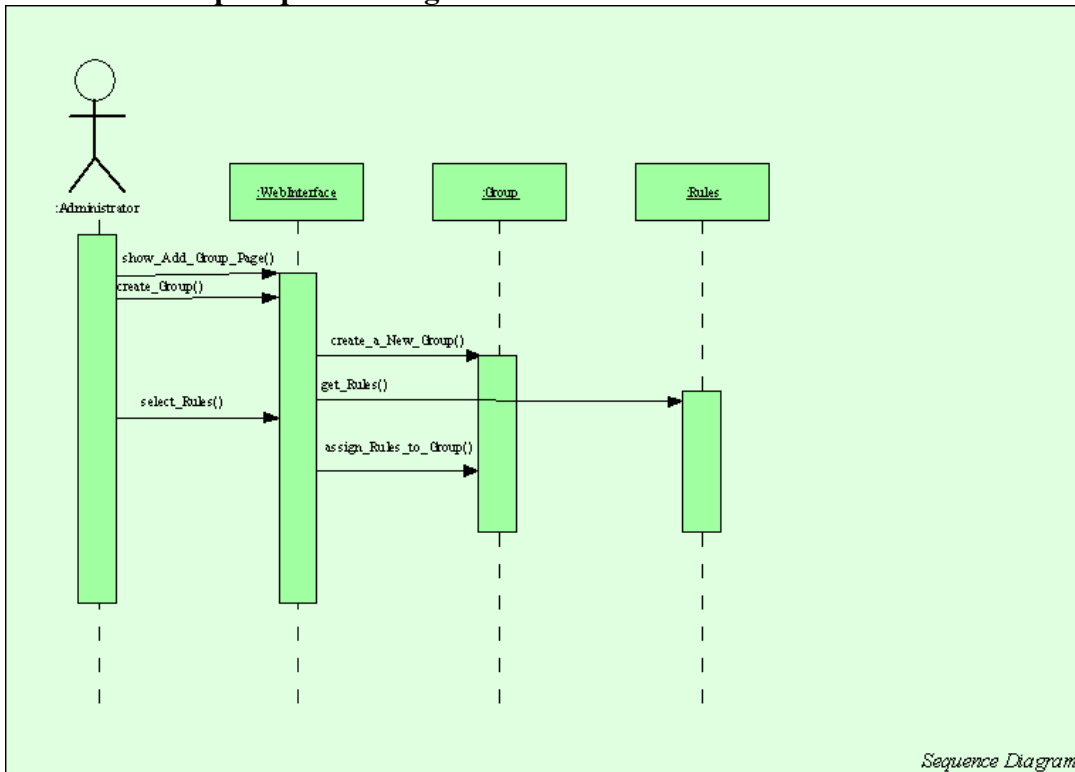 :WebInterface
:Group
:Rules
:Administrator
show_Add_Group_Page()
create_Group()
create_a_New_Group()
get_Rules()
select_Rules()
assign_Rules_to_Group()
Sequence Diagram